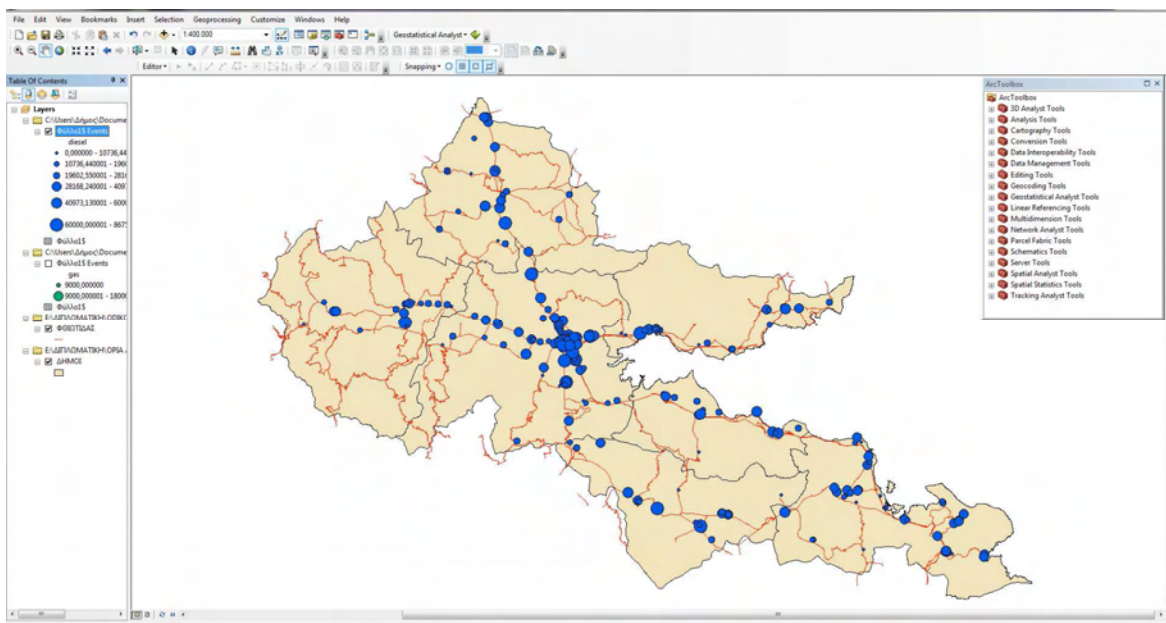 File Edit View Bookmarks Insert Selection Geoprocessing Customize Windows Help
1:400.000 Geostatistical Analyst
Editor Snapping
Table Of Contents
Layers
C:\Users\Δήμος\Docume
Φύλλο1$ Events
diesel
0,000000 - 10736,44
10736,440001 - 1960
19602,550001 - 2816
28168,240001 - 4097
40973,130001 - 6000
60000,000001 - 8675
Φύλλο1$
C:\Users\Δήμος\Docume
Φύλλο1$ Events
gas
9000,000000
9000,000001 - 18000
Φύλλο1$
ΦΘΙΩΤΙΔΑΣ
E:\ΔΙΠΛΩΜΑΤΙΚΗ\ΟΡΙΑ Δ
ΔΗΜΟΙ
ArcToolbox
ArcToolbox
3D Analyst Tools
Analysis Tools
Cartography Tools
Conversion Tools
Data Interoperability Tools
Data Management Tools
Editing Tools
Geocoding Tools
Geostatistical Analyst Tools
Linear Referencing Tools
Multidimension Tools
Network Analyst Tools
Parcel Fabric Tools
Schematics Tools
Server Tools
Spatial Analyst Tools
Spatial Statistics Tools
Tracking Analyst Tools